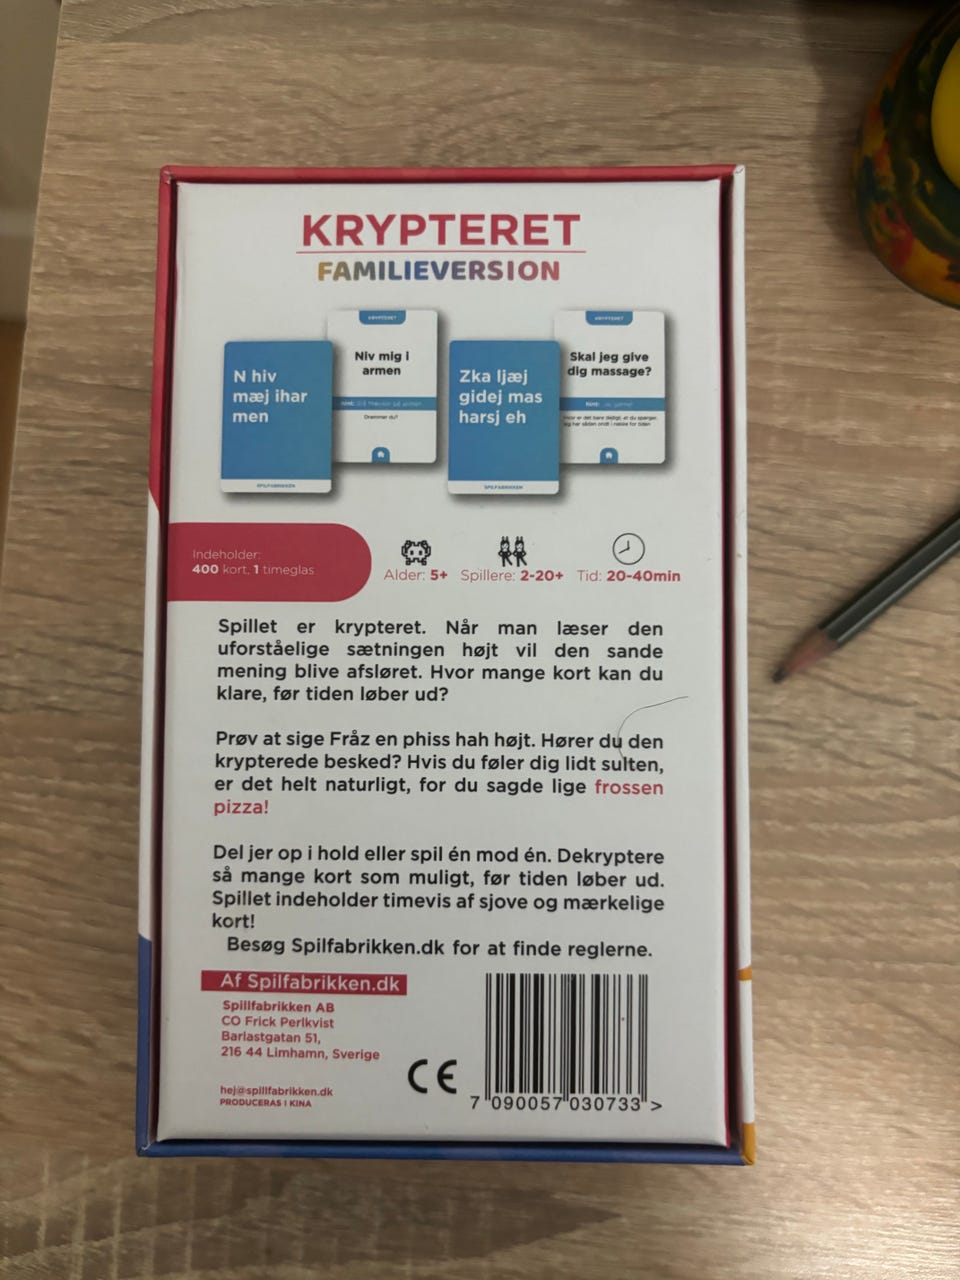 KRYPTERET
FAMILIEVERSION
N hiv
mæj ihar
men
SPILFABRIKKEN
KRYPTERET
Niv mig i
armen
Drømmer du?
Zka ljæj
gidej mas
harsj eh
SPILFABRIKKEN
KRYPTERET
Skal jeg give
dig massage?
Indeholder:
400 kort, 1 timeglas
Alder: 5+ Spillere: 2-20+ Tid: 20-40min
Spillet er krypteret. Når man læser den
uforståelige sætningen højt vil den sande
mening blive afsløret. Hvor mange kort kan du
klare, før tiden løber ud?
Prøv at sige Fråz en phiss hah højt. Hører du den
krypterede besked? Hvis du føler dig lidt sulten,
er det helt naturligt, for du sagde lige frossen
pizza!
Del jer op i hold eller spil én mod én. Dekryptere
så mange kort som muligt, før tiden løber ud.
Spillet indeholder timevis af sjove og mærkelige
kort!
Besøg Spilfabrikken.dk for at finde reglerne.
Af Spilfabrikken.dk
Spillfabrikken AB
CO Frick Perlkvist
Barlastgatan 51,
216 44 Limhamn, Sverige
hej@spillfabrikken.dk
PRODUCERAS I KINA
CE
7 090057 030733 >